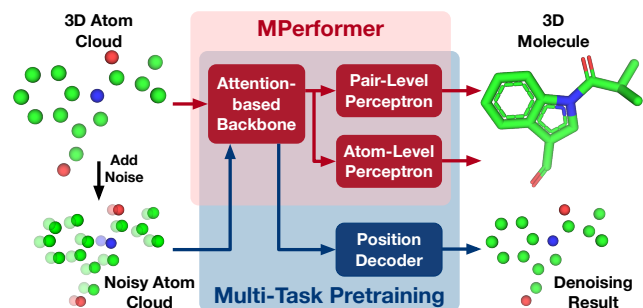 3D Atom
Cloud
MPerformer
3D
Molecule
Attention-
based
Backbone
Pair-Level
Perceptron
Atom-Level
Perceptron
Add
Noise
Noisy Atom
Cloud
Position
Decoder
Multi-Task Pretraining
Denoising
Result